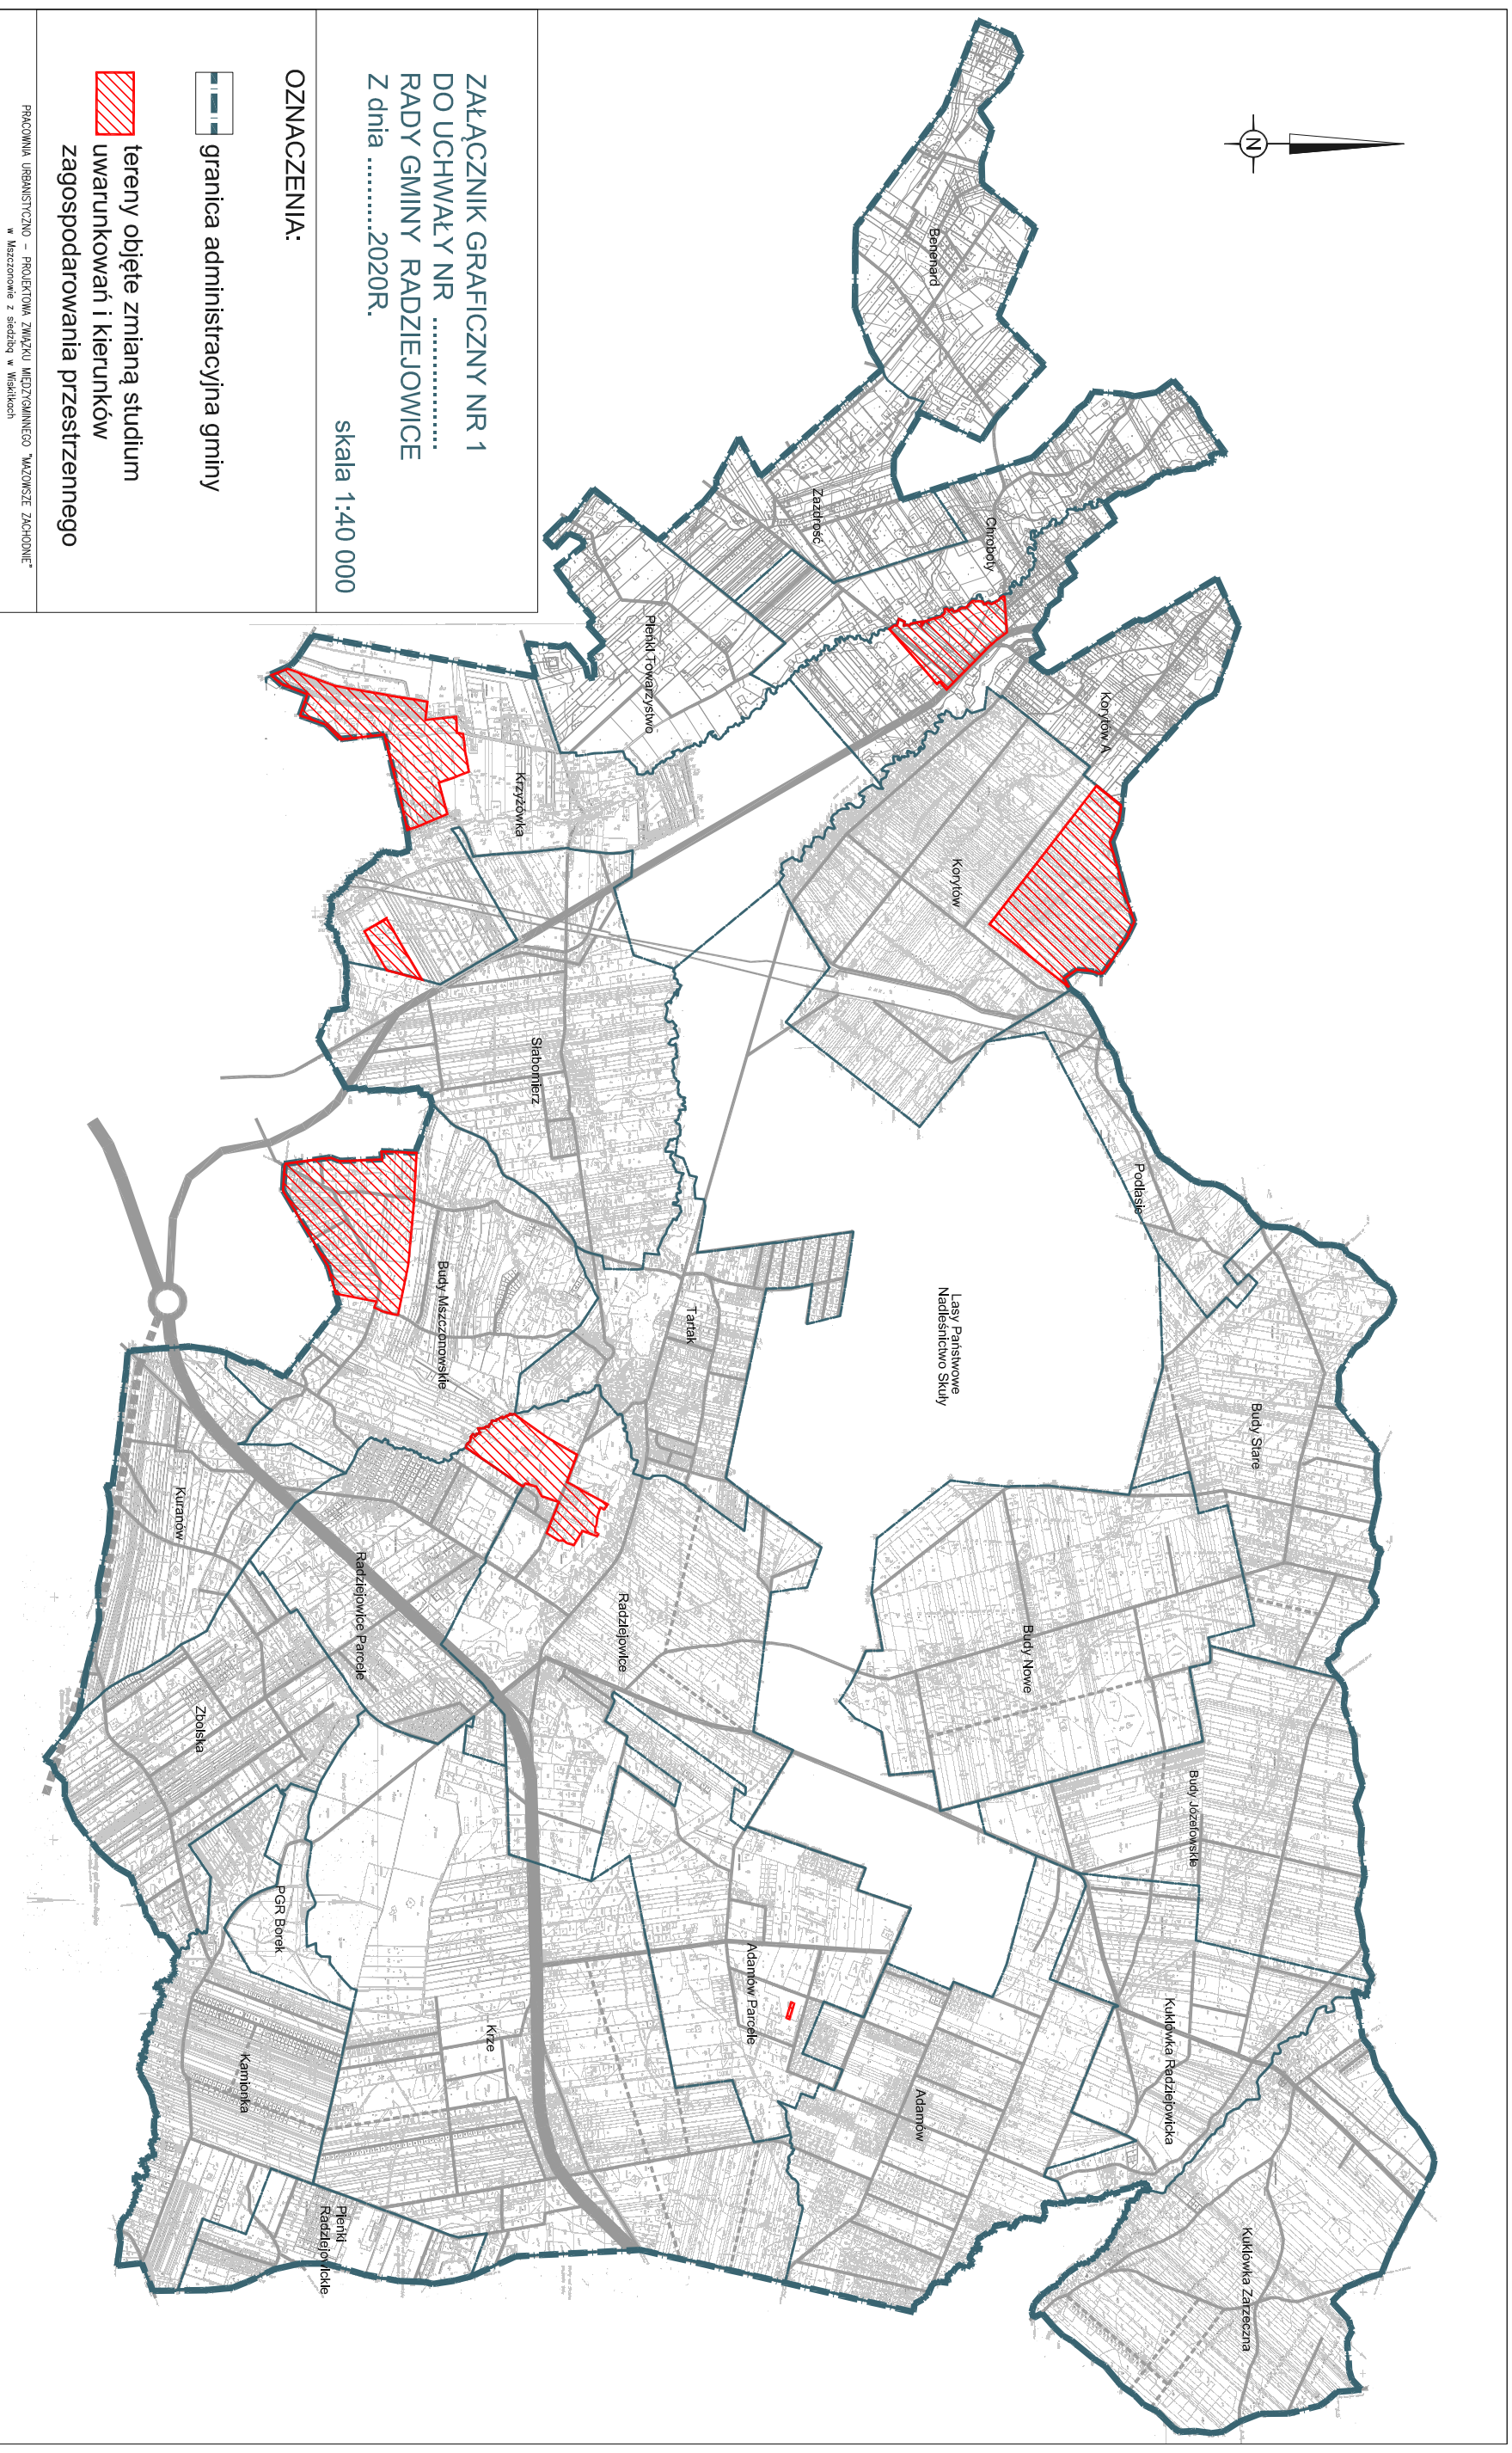 ZAŁĄCZNIK GRAFICZNY NR 1
DO UCHWAŁY NR ................
RADY GMINY RADZIEJOWICE
Z dnia ..........2020R.
skala 1:40 000
OZNACZENIA:
granica administracyjna gminy
tereny objęte zmianą studium
uwarunkowań i kierunków
zagospodarowania przestrzennego
PRACOWNIA URBANISTYCZNO - PROJEKTOWA ZWIĄZKU MIĘDZYGMINNEGO "MAZOWSZE ZACHODNIE"
w Mszczonowie z siedzibą w Wiskitkach
N
Benenard
Zazdrość
Chroboty
Pieńki Towarzystwo
Korytów A
Korytów
Krzyżówka
Słabomierz
Podlasie
Budy Mszczonowskie
Tartak
Lasy Państwowe
Nadleśnictwo Skuły
Budy Stare
Kuranów
Radziejowice Parcele
Radziejowice
Budy Nowe
Zboiska
Budy Józefowskie
PGR Borek
Adamów Parcele
Kuklówka Radziejowicka
Krze
Kamionka
Adamów
Pieńki
Radziejowickie
Kuklówka Zarzeczna